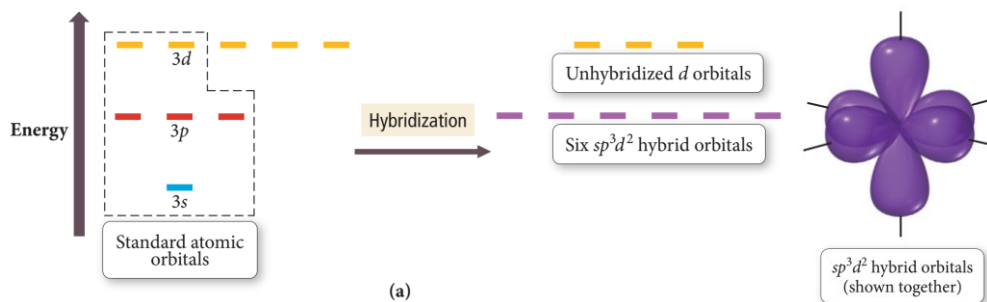 Energy
3d
3p
3s
Standard atomic
orbitals
Hybridization
Unhybridized d orbitals
Six sp³d² hybrid orbitals
sp³d² hybrid orbitals
(shown together)
(a)